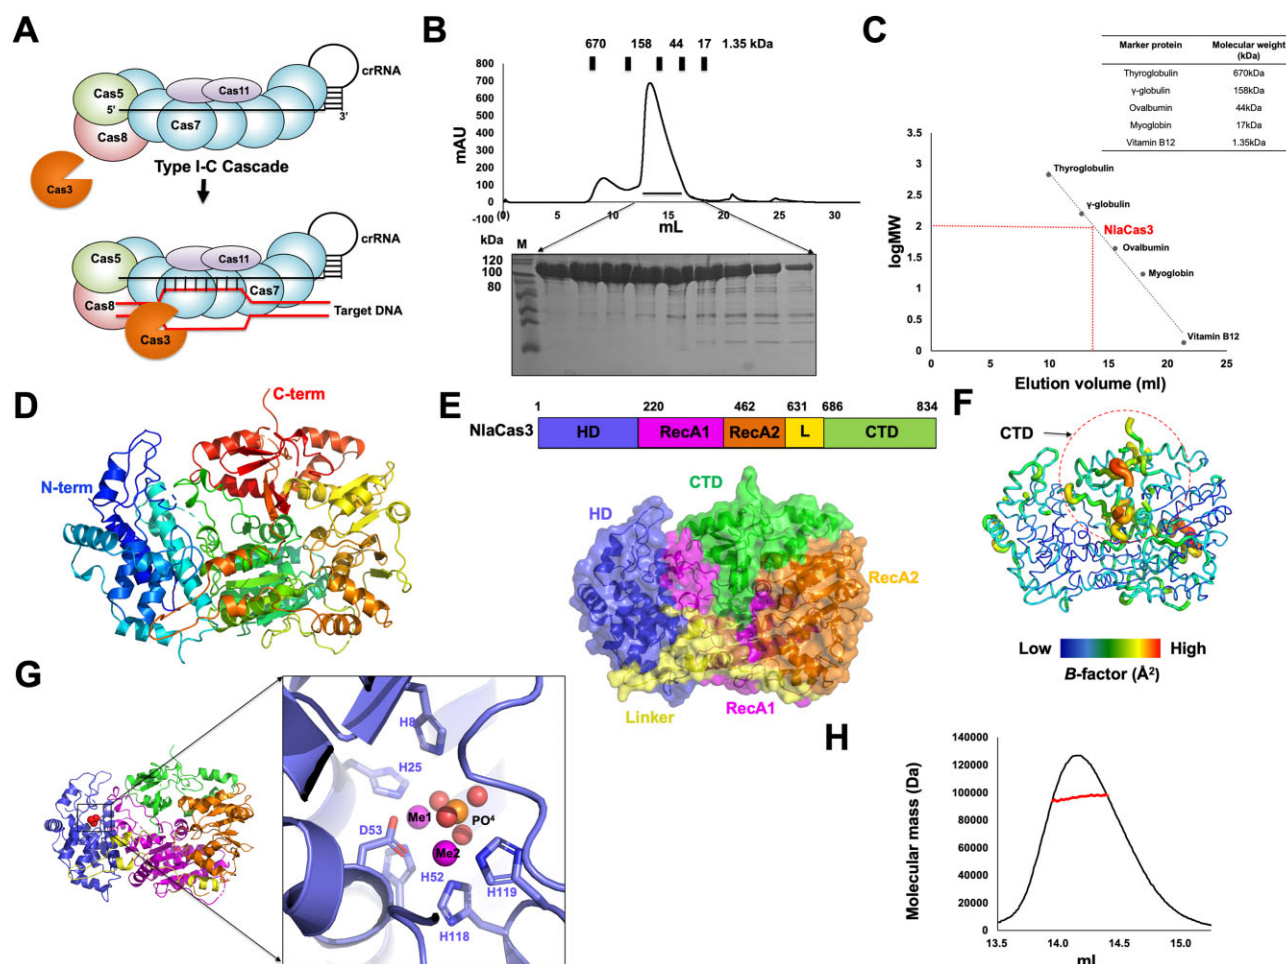 A
crRNA
Cas5
Cas11
5'
3'
Cas8
Cas7
Type I-C Cascade
Cas3
crRNA
Cas5
Cas11
Cas7
Cas8
Target DNA
Cas3
B
670 158 44 17 1.35 kDa
800
700
600
500
400
300
200
100
0
-100
mAU
0 5 10 15 20 25 30
mL
kDa M
120
100
80
C
Marker protein Molecular weight (kDa)
Thyroglobulin 670kDa
γ-globulin 158kDa
Ovalbumin 44kDa
Myoglobin 17kDa
Vitamin B12 1.35kDa
3.5
3
2.5
2
1.5
1
0.5
0
logMW
Thyroglobulin
γ-globulin
NlaCas3
Ovalbumin
Myoglobin
Vitamin B12
0 5 10 15 20 25
Elution volume (ml)
D
C-term
N-term
E
1 220 462 631 686 834
NlaCas3 HD RecA1 RecA2 L CTD
CTD
HD
RecA2
Linker
RecA1
F
CTD
Low High
B-factor (Å²)
G
H8
H25
Me1
PO⁴
D53
Me2
H52
H119
H118
H
140000
120000
100000
80000
60000
40000
20000
0
Molecular mass (Da)
13.5 14.0 14.5 15.0
mL